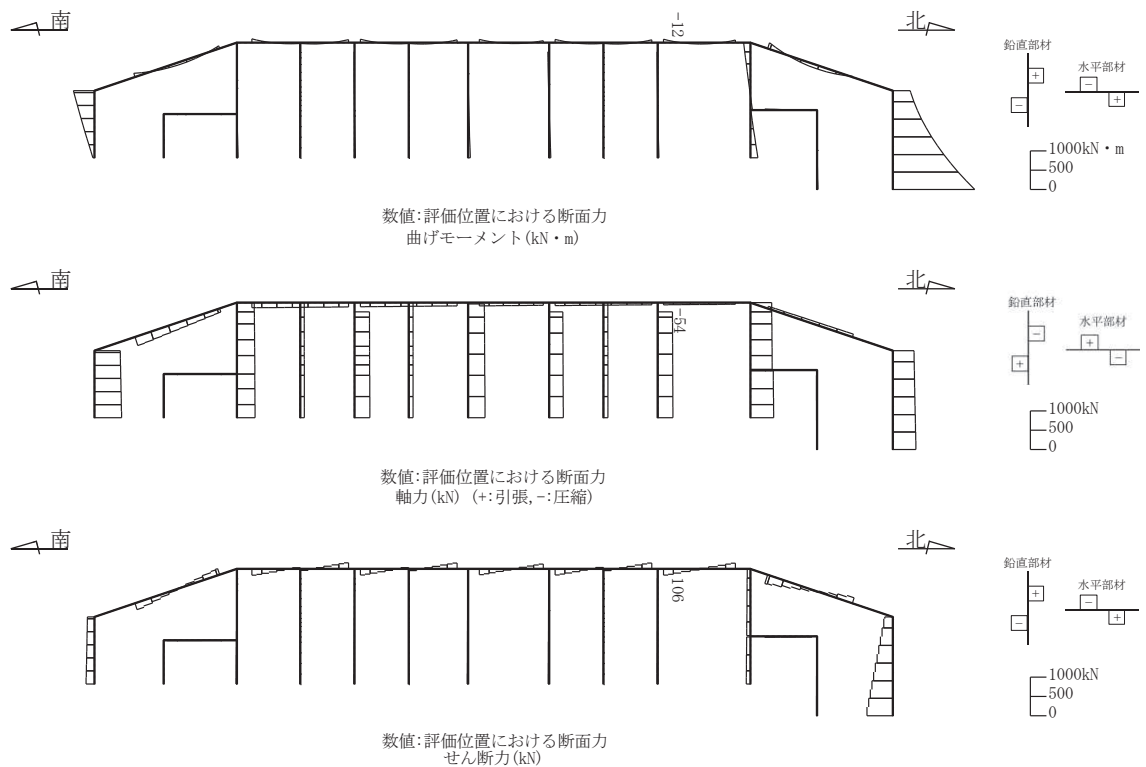 南
北
-12
鉛直部材
+
-
水平部材
-
+
1000kN・m
500
0
数値:評価位置における断面力
曲げモーメント(kN・m)
南
北
-54
鉛直部材
-
+
水平部材
+
-
1000kN
500
0
数値:評価位置における断面力
軸力(kN) (+:引張,-:圧縮)
南
北
106
鉛直部材
+
-
水平部材
-
+
1000kN
500
0
数値:評価位置における断面力
せん断力(kN)